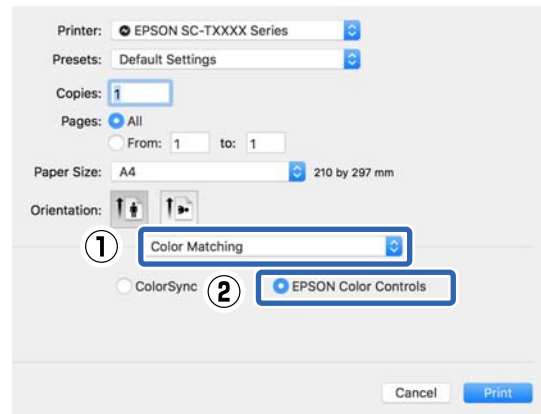 Printer: EPSON SC-TXXXX Series
Presets: Default Settings
Copies: 1
Pages: All
From: 1 to: 1
Paper Size: A4 210 by 297 mm
Orientation:
① Color Matching
ColorSync ② EPSON Color Controls
Cancel Print